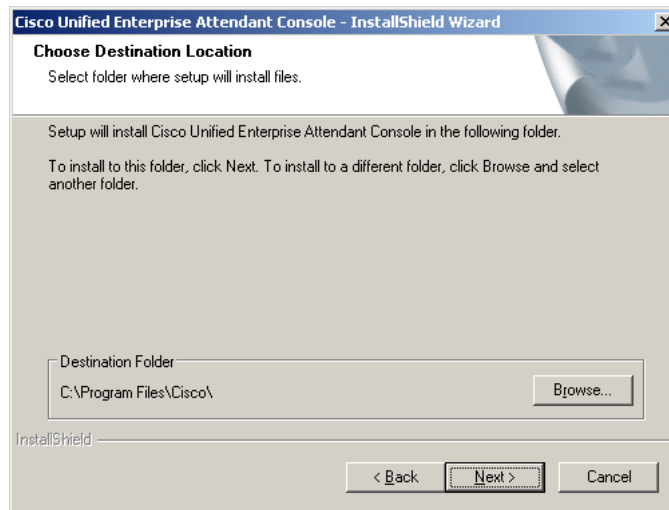 Cisco Unified Enterprise Attendant Console - InstallShield Wizard
Choose Destination Location
Select folder where setup will install files.
Setup will install Cisco Unified Enterprise Attendant Console in the following folder.
To install to this folder, click Next. To install to a different folder, click Browse and select
another folder.
Destination Folder
C:\Program Files\Cisco\
Browse...
InstallShield
< Back
Next >
Cancel